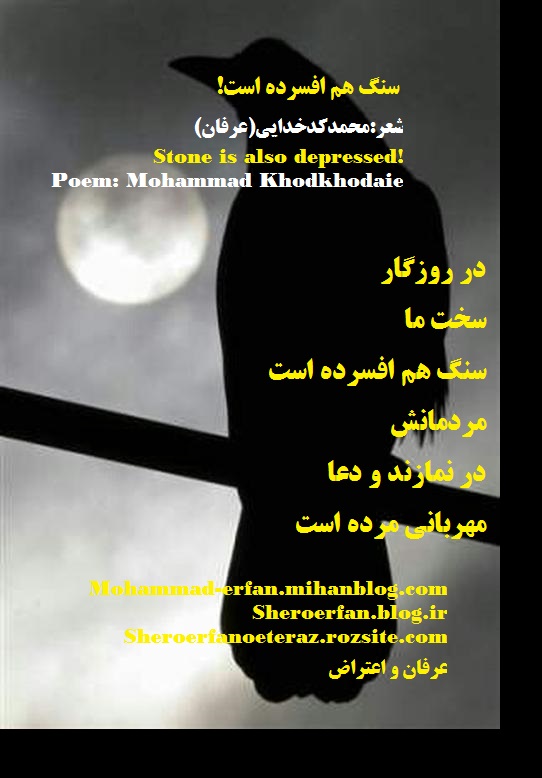 سنگ هم افسرده است!
شعر:محمدکدخدایی(عرفان)
Stone is also depressed!
Poem: Mohammad Khodkhodaie
در روزگار
سخت ما
سنگ هم افسرده است
مردمانش
در نمازند و دعا
مهربانی مرده است
Mohammad-erfan.mihanblog.com
Sheroerfan.blog.ir
Sheroerfanoeteraz.rozsite.com
عرفان و اعتراض